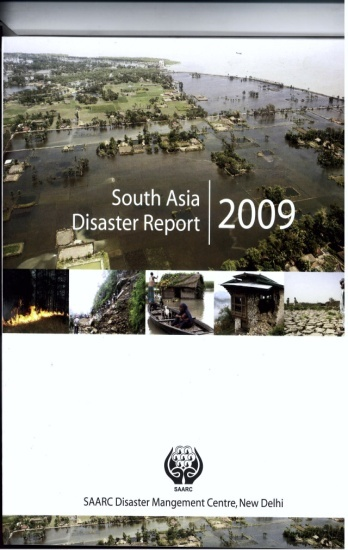 South Asia
Disaster Report
2009
SAARC
SAARC Disaster Mangement Centre, New Delhi